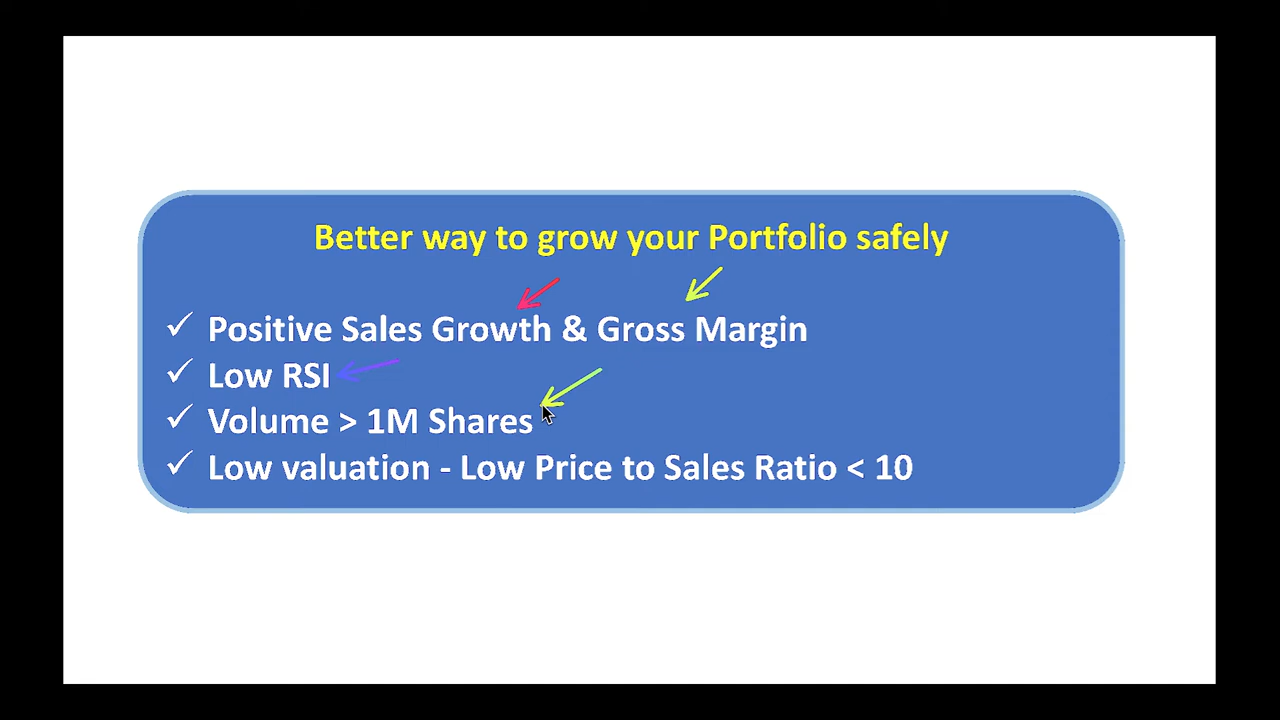 Better way to grow your Portfolio safely
✓ Positive Sales Growth & Gross Margin
✓ Low RSI
✓ Volume > 1M Shares
✓ Low valuation - Low Price to Sales Ratio < 10